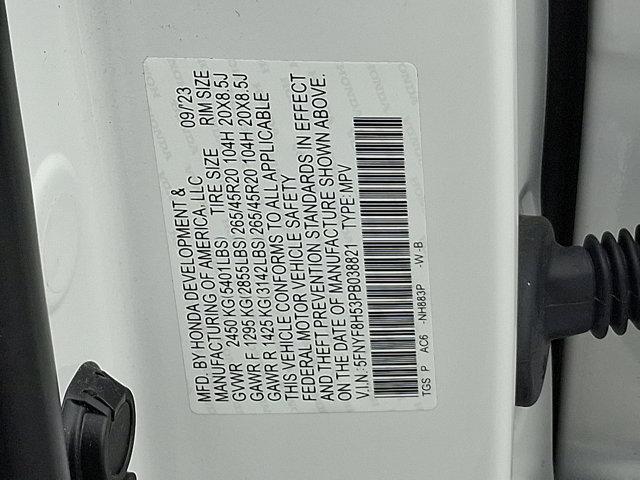 MFD. BY HONDA DEVELOPMENT & 09/'23
MANUFACTURING OF AMERICA, LLC
TIRE SIZE RIM SIZE
GVWR 2450 KG(5401LBS)
GAWR F 1295 KG(2855LBS) 265/45R20 104H 20X8.5J
GAWR R 1425 KG(3142LBS) 265/45R20 104H 20X8.5J
THIS VEHICLE CONFORMS TO ALL APPLICABLE
FEDERAL MOTOR VEHICLE SAFETY
AND THEFT PREVENTION STANDARDS IN EFFECT
ON THE DATE OF MANUFACTURE SHOWN ABOVE.
V.I.N.:5FNYF8H53PB038821 TYPE:MPV
TGS P AC6 -NH883P -W-B